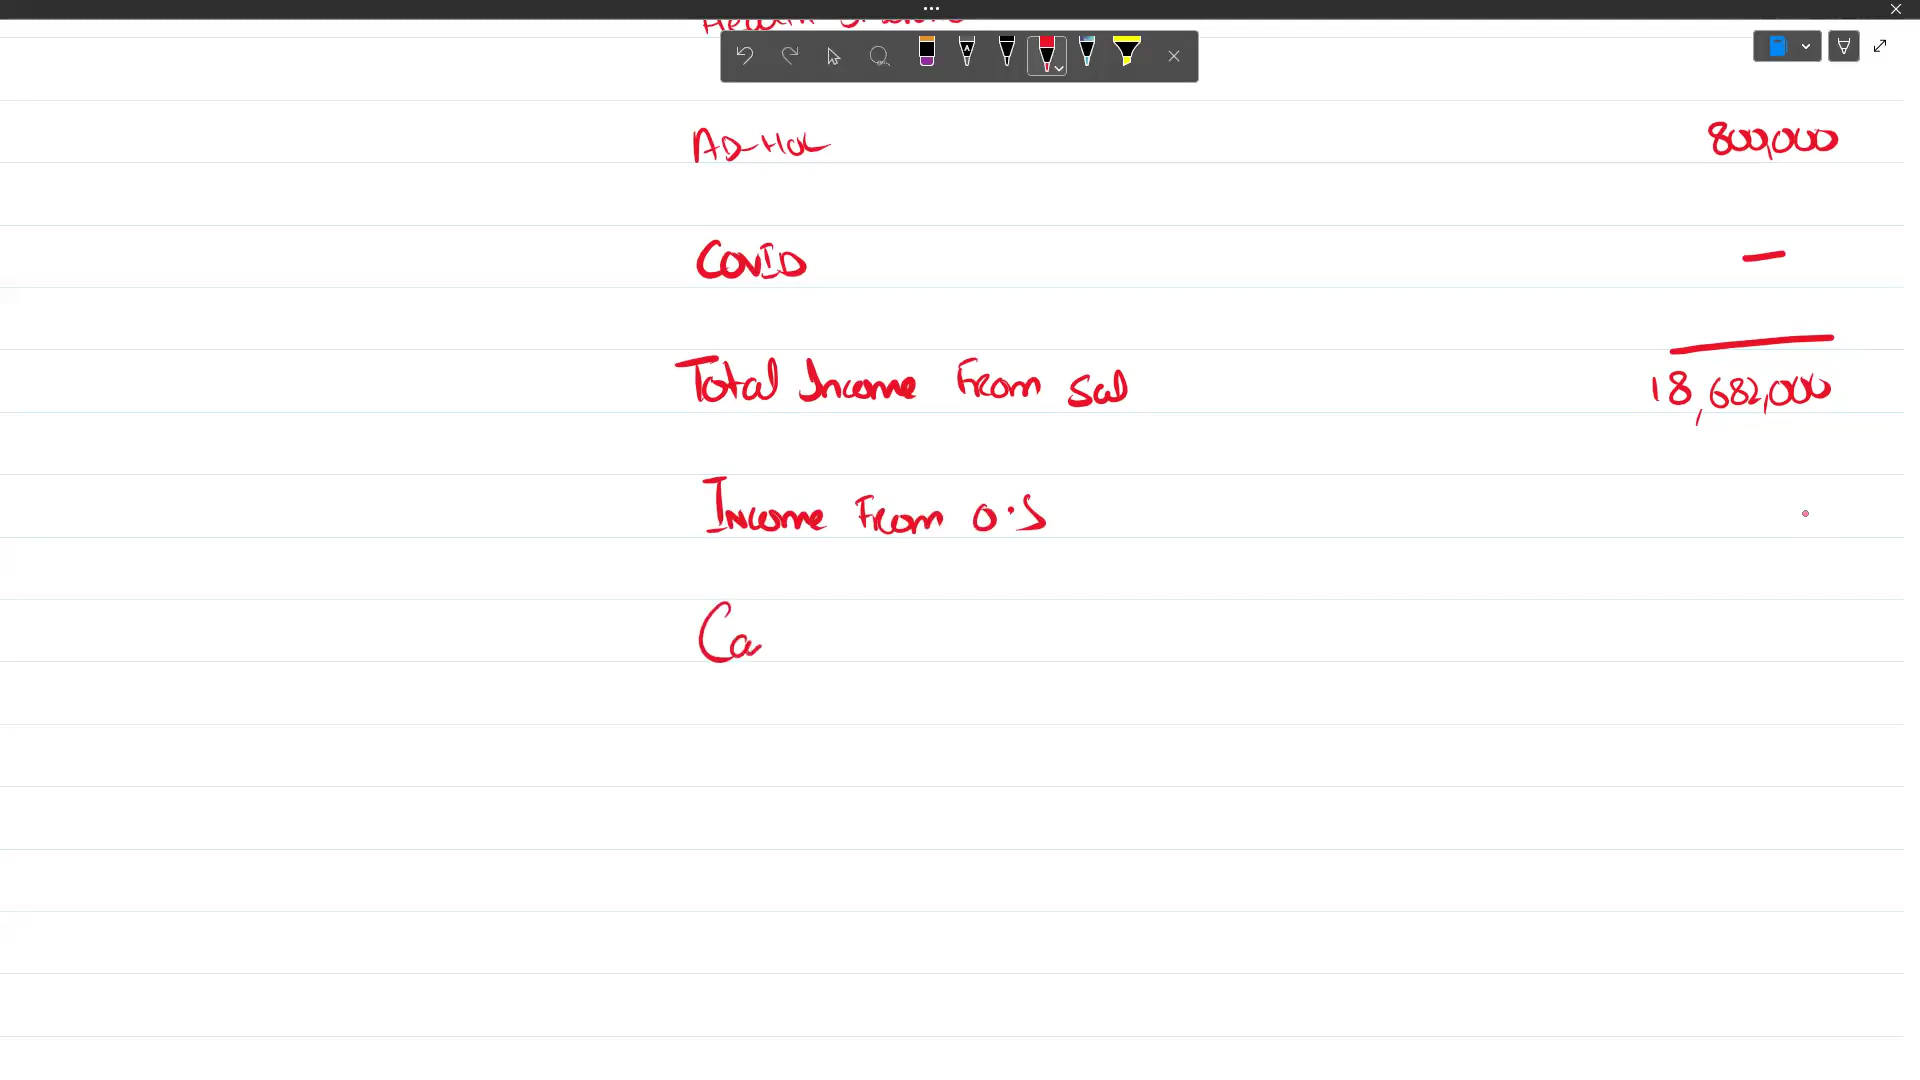 AD-Hoc 800,000
COVID —
Total Income From Sal 18,682,000
Income From O.S
Ca